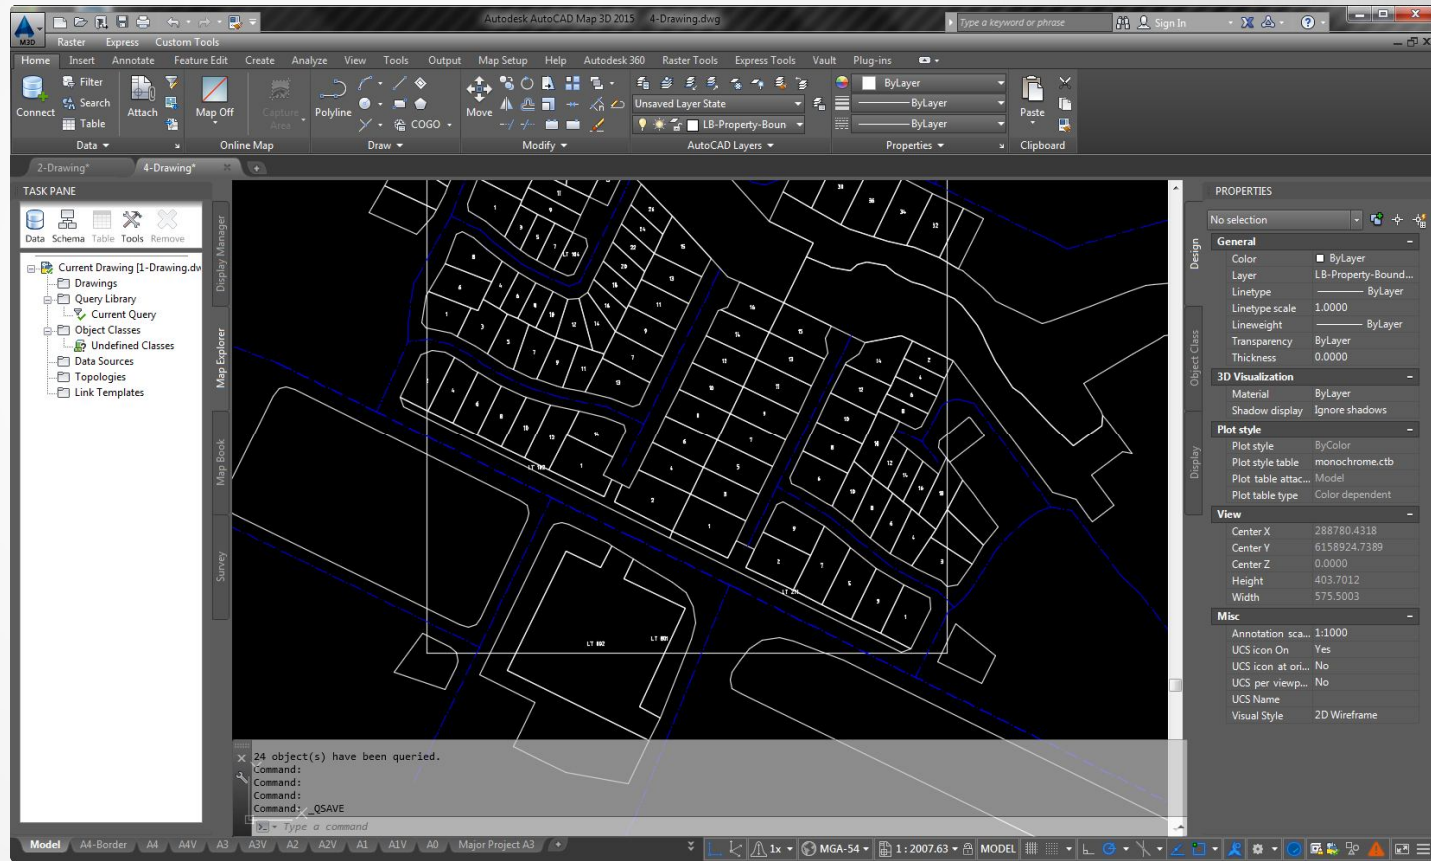 Autodesk AutoCAD Map 3D 2015 4-Drawing.dwg
Type a keyword or phrase
Sign In
M3D
Raster Express Custom Tools
Home Insert Annotate Feature Edit Create Analyze View Tools Output Map Setup Help Autodesk 360 Raster Tools Express Tools Vault Plug-ins
Connect
Filter
Search
Table
Attach
Map Off
Capture Area
Polyline
COGO
Move
Unsaved Layer State
LB-Property-Boun
ByLayer
ByLayer
ByLayer
Paste
Data Online Map Draw Modify AutoCAD Layers Properties Clipboard
2-Drawing* 4-Drawing*
TASK PANE
Data Schema Table Tools Remove
Current Drawing [1-Drawing.dw
Drawings
Query Library
Current Query
Object Classes
Undefined Classes
Data Sources
Topologies
Link Templates
Display Manager
Map Explorer
Map Book
Survey
LT 184
LT 802
LT 801
24 object(s) have been queried.
Command:
Command:
Command:
Command: _QSAVE
Type a command
PROPERTIES
No selection
Design
Object Class
Display
General
Color ByLayer
Layer LB-Property-Bound...
Linetype ByLayer
Linetype scale 1.0000
Lineweight ByLayer
Transparency ByLayer
Thickness 0.0000
3D Visualization
Material ByLayer
Shadow display Ignore shadows
Plot style
Plot style ByColor
Plot style table monochrome.ctb
Plot table attac... Model
Plot table type Color dependent
View
Center X 288780.4318
Center Y 6158924.7389
Center Z 0.0000
Height 403.7012
Width 575.5003
Misc
Annotation sca... 1:1000
UCS icon On Yes
UCS icon at ori... No
UCS per viewp... No
UCS Name
Visual Style 2D Wireframe
Model A4-Border A4 A4V A3 A3V A2 A2V A1 A1V A0 Major Project A3
1x MGA-54 1 : 2007.63 MODEL